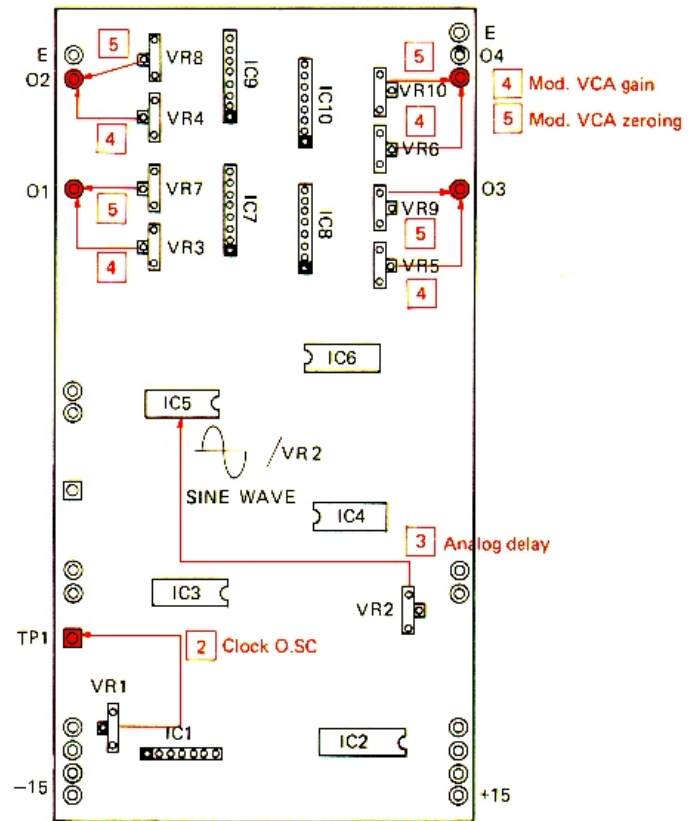 E
E
5
VR8
IC9
5
O4
O2
IC10
VR10
4 Mod. VCA gain
4
VR4
4
5 Mod. VCA zeroing
VR6
O1
VR7
IC7
O3
5
IC8
VR9
VR3
5
4
VR5
4
IC6
IC5
/VR2
SINE WAVE
IC4
3 Analog delay
IC3
VR2
TP1
2 Clock O.SC
VR1
IC1
IC2
−15
+15